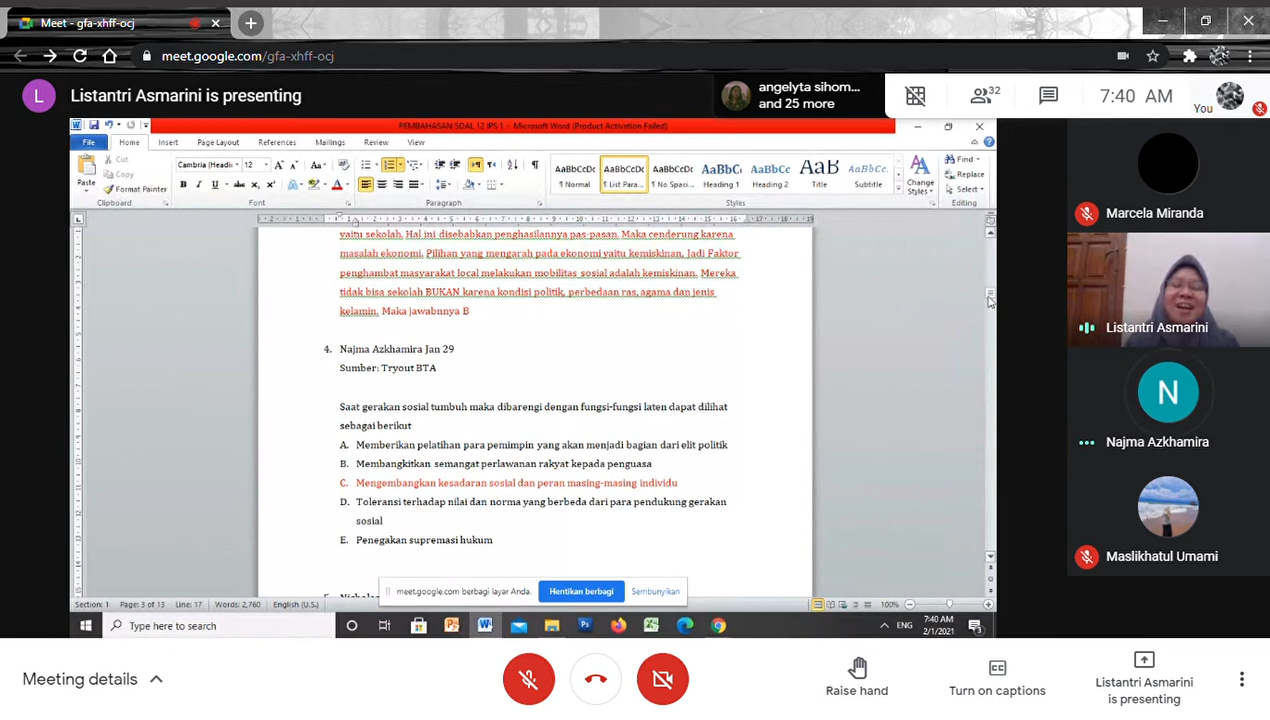 Meet - gfa-xhff-ocj
meet.google.com/gfa-xhff-ocj
L
Listantri Asmarini is presenting
angelyta sihom...
and 25 more
32
7:40 AM
You
PEMBAHASAN SOAL 12 IPS 1 - Microsoft Word (Product Activation Failed)
File Home Insert Page Layout References Mailings Review View
Paste
Cut
Copy
Format Painter
Clipboard
Cambria (Headi 12
Font
Paragraph
AaBbCcDc AaBbCcDc AaBbCcDc AaBbC AaBbCc AaB AaBbCc.
¶ Normal ¶ List Para... ¶ No Spaci... Heading 1 Heading 2 Title Subtitle
Styles
Change
Styles
Find
Replace
Select
Editing
yaitu sekolah. Hal ini disebabkan penghasilannya pas-pasan. Maka cenderung karena
masalah ekonomi. Pilihan yang mengarah pada ekonomi yaitu kemiskinan, Jadi Faktor
penghambat masyarakat local melakukan mobilitas sosial adalah kemiskinan. Mereka
tidak bisa sekolah BUKAN karena kondisi politik, perbedaan ras, agama dan jenis
kelamin. Maka jawabnnya B
4. Najma Azkhamira Jan 29
Sumber: Tryout BTA
Saat gerakan sosial tumbuh maka dibarengi dengan fungsi-fungsi laten dapat dilihat
sebagai berikut
A. Memberikan pelatihan para pemimpin yang akan menjadi bagian dari elit politik
B. Membangkitkan semangat perlawanan rakyat kepada penguasa
C. Mengembangkan kesadaran sosial dan peran masing-masing individu
D. Toleransi terhadap nilai dan norma yang berbeda dari para pendukung gerakan
sosial
E. Penegakan supremasi hukum
meet.google.com berbagi layar Anda.
Hentikan berbagi
Sembunyikan
Section: 1 Page: 3 of 13 Line: 17 Words: 2,760 English (U.S.)
100%
Type here to search
ENG
7:40 AM
2/1/2021
3
Marcela Miranda
Listantri Asmarini
N
Najma Azkhamira
Maslikhatul Umami
Meeting details
Raise hand
Turn on captions
Listantri Asmarini
is presenting